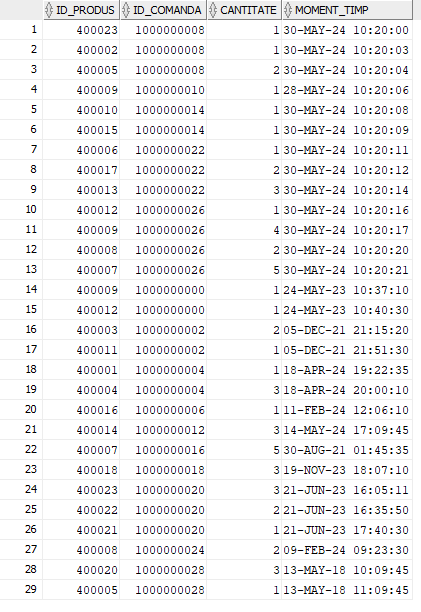 ID_PRODUS ID_COMANDA CANTITATE MOMENT_TIMP
1 400023 1000000008 1 30-MAY-24 10:20:00
2 400002 1000000008 1 30-MAY-24 10:20:03
3 400005 1000000008 2 30-MAY-24 10:20:04
4 400009 1000000010 1 28-MAY-24 10:20:06
5 400010 1000000014 1 30-MAY-24 10:20:08
6 400015 1000000014 1 30-MAY-24 10:20:09
7 400006 1000000022 1 30-MAY-24 10:20:11
8 400017 1000000022 2 30-MAY-24 10:20:12
9 400013 1000000022 3 30-MAY-24 10:20:14
10 400012 1000000026 1 30-MAY-24 10:20:16
11 400009 1000000026 4 30-MAY-24 10:20:17
12 400008 1000000026 2 30-MAY-24 10:20:20
13 400007 1000000026 5 30-MAY-24 10:20:21
14 400009 1000000000 1 24-MAY-23 10:37:10
15 400012 1000000000 1 24-MAY-23 10:40:30
16 400003 1000000002 2 05-DEC-21 21:15:20
17 400011 1000000002 1 05-DEC-21 21:51:30
18 400001 1000000004 1 18-APR-24 19:22:35
19 400004 1000000004 3 18-APR-24 20:00:10
20 400016 1000000006 1 11-FEB-24 12:06:10
21 400014 1000000012 3 14-MAY-24 17:09:45
22 400007 1000000016 5 30-AUG-21 01:45:35
23 400018 1000000018 3 19-NOV-23 18:07:10
24 400023 1000000020 3 21-JUN-23 16:05:11
25 400022 1000000020 2 21-JUN-23 16:35:50
26 400021 1000000020 1 21-JUN-23 17:40:30
27 400008 1000000024 2 09-FEB-24 09:23:30
28 400020 1000000028 3 13-MAY-18 10:09:45
29 400005 1000000028 1 13-MAY-18 11:09:45